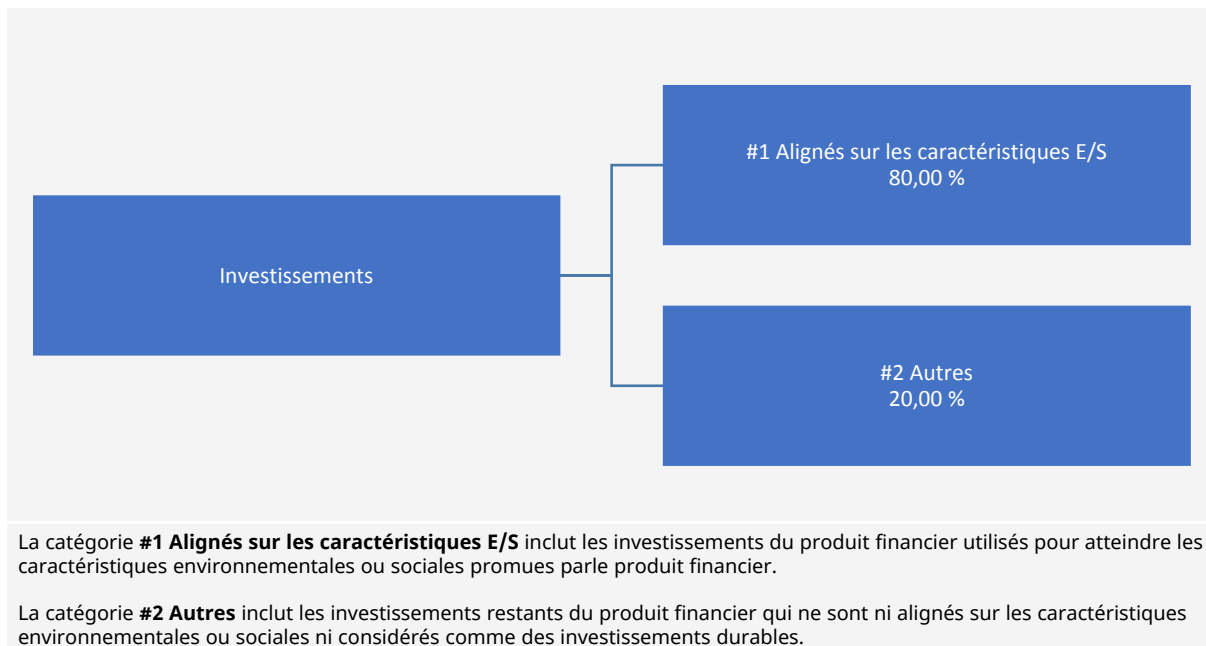 #1 Alignés sur les caractéristiques E/S
80,00 %
Investissements
#2 Autres
20,00 %
La catégorie #1 Alignés sur les caractéristiques E/S inclut les investissements du produit financier utilisés pour atteindre les
caractéristiques environnementales ou sociales promues parle produit financier.
La catégorie #2 Autres inclut les investissements restants du produit financier qui ne sont ni alignés sur les caractéristiques
environnementales ou sociales ni considérés comme des investissements durables.